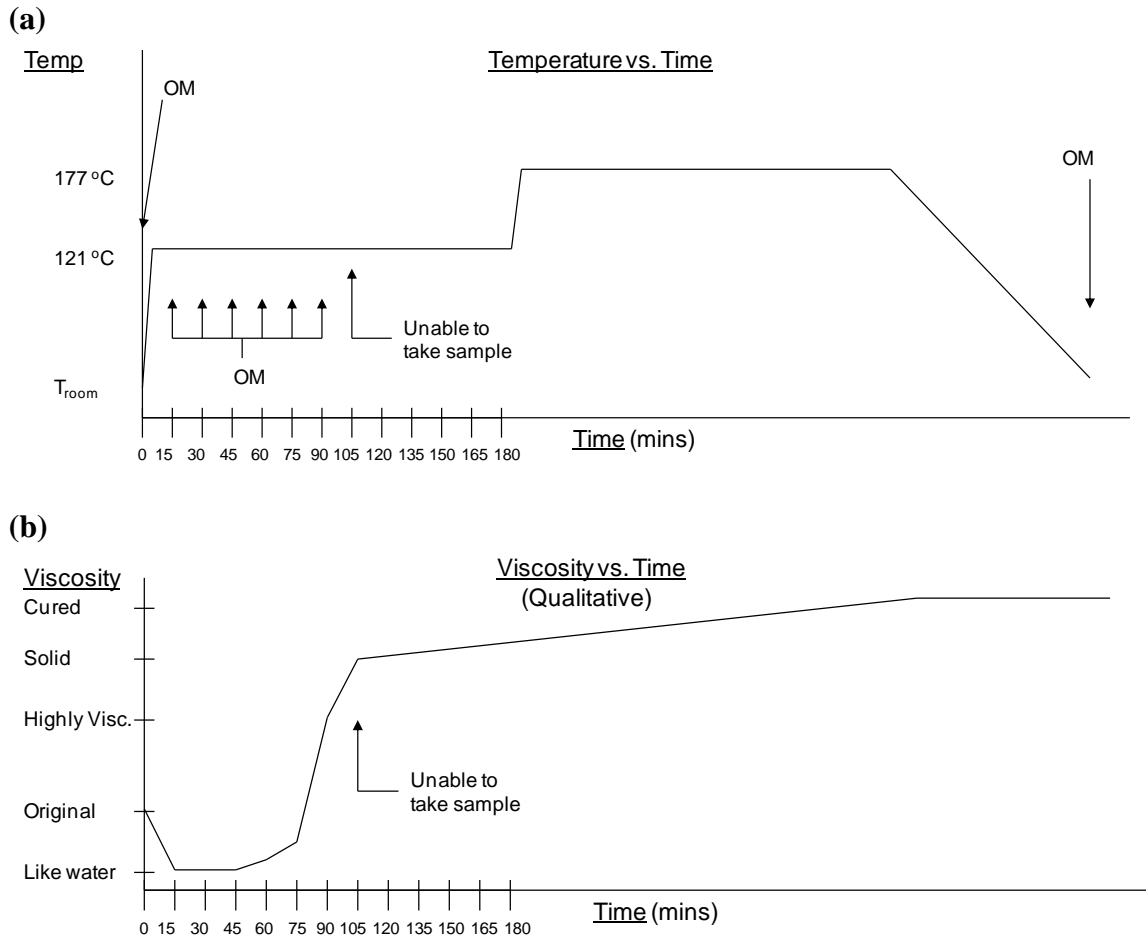 (a)
Temp
Temperature vs. Time
OM
OM
177 °C
121 °C
Unable to
take sample
OM
Troom
Time (mins)
0 15 30 45 60 75 90 105 120 135 150 165 180
(b)
Viscosity
Viscosity vs. Time
(Qualitative)
Cured
Solid
Highly Visc.
Unable to
take sample
Original
Like water
Time (mins)
0 15 30 45 60 75 90 105 120 135 150 165 180